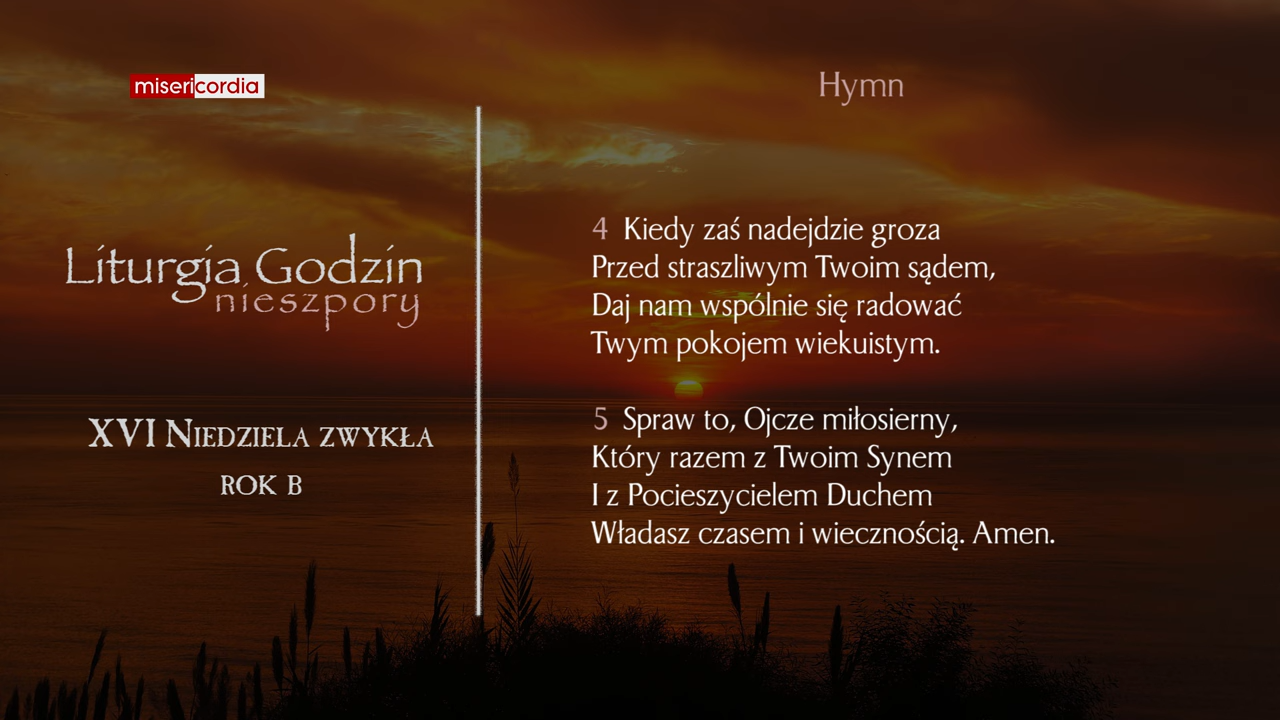 misericordia
Liturgia Godzin
nieszpory
XVI Niedziela zwykła
rok B
Hymn
4 Kiedy zaś nadejdzie groza
Przed straszliwym Twoim sądem,
Daj nam wspólnie się radować
Twym pokojem wiekuistym.
5 Spraw to, Ojcze miłosierny,
Który razem z Twoim Synem
I z Pocieszycielem Duchem
Władasz czasem i wiecznością. Amen.